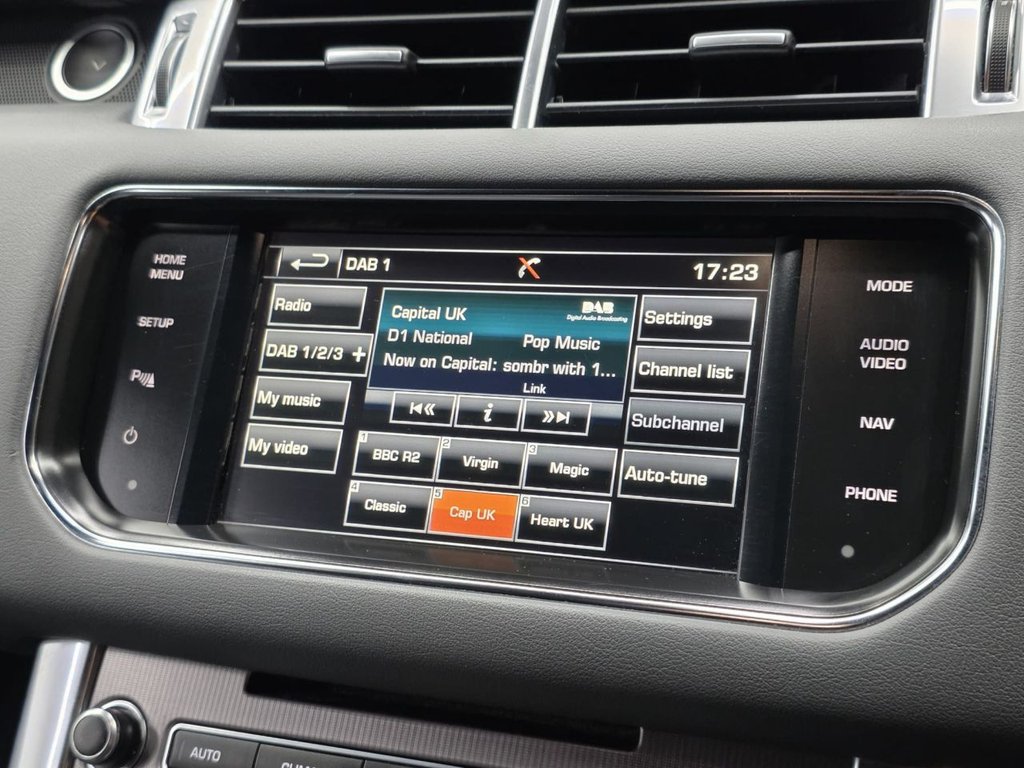 HOME
MENU
SETUP
P
DAB 1
17:23
Radio
DAB 1/2/3 +
My music
My video
Capital UK
DAB
Digital Audio Broadcasting
D1 National
Pop Music
Now on Capital: sombr with 1...
Link
i
1
BBC R2
2
Virgin
3
Magic
4
Classic
5
Cap UK
6
Heart UK
Settings
Channel list
Subchannel
Auto-tune
MODE
AUDIO
VIDEO
NAV
PHONE
AUTO